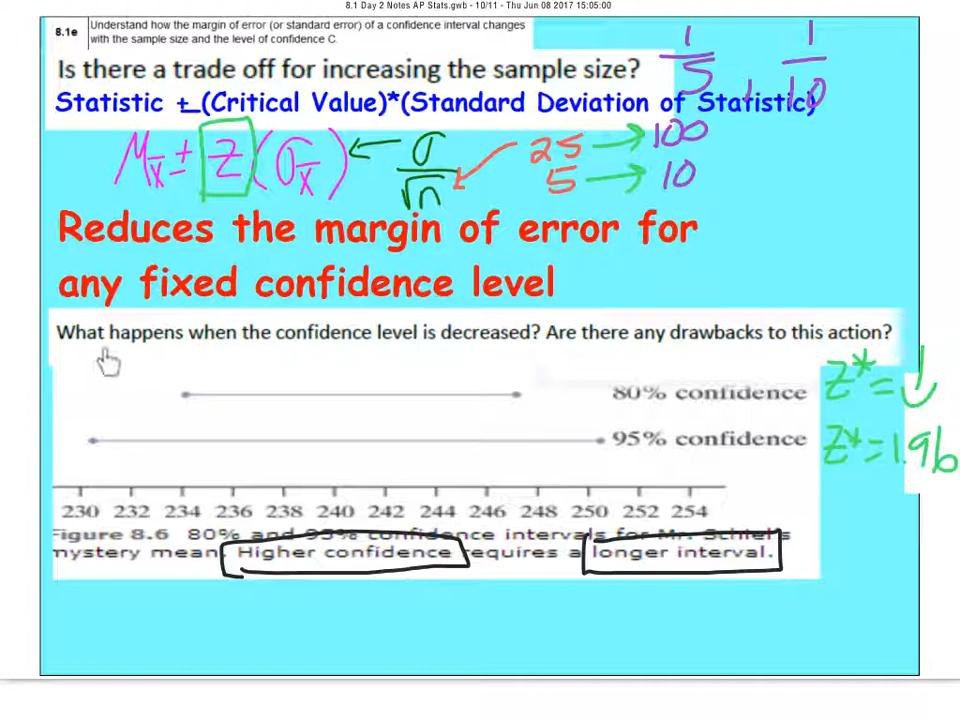 8.1 Day 2 Notes AP Stats.gwb - 10/11 - Thu Jun 08 2017 15:05:00
8.1e
Understand how the margin of error (or standard error) of a confidence interval changes
with the sample size and the level of confidence C.
Is there a trade off for increasing the sample size?
1/5 , 1/10
Statistic ±(Critical Value)*(Standard Deviation of Statistic)
μx̄ ± z(σx̄) ← σ/√n
25 → 100
5 → 10
Reduces the margin of error for
any fixed confidence level
What happens when the confidence level is decreased? Are there any drawbacks to this action?
80% confidence
z* = ↓
95% confidence
z* = 1.96
230 232 234 236 238 240 242 244 246 248 250 252 254
Figure 8.6 80% and 95% confidence intervals for Mr. Schiel's
mystery mean. Higher confidence requires a longer interval.